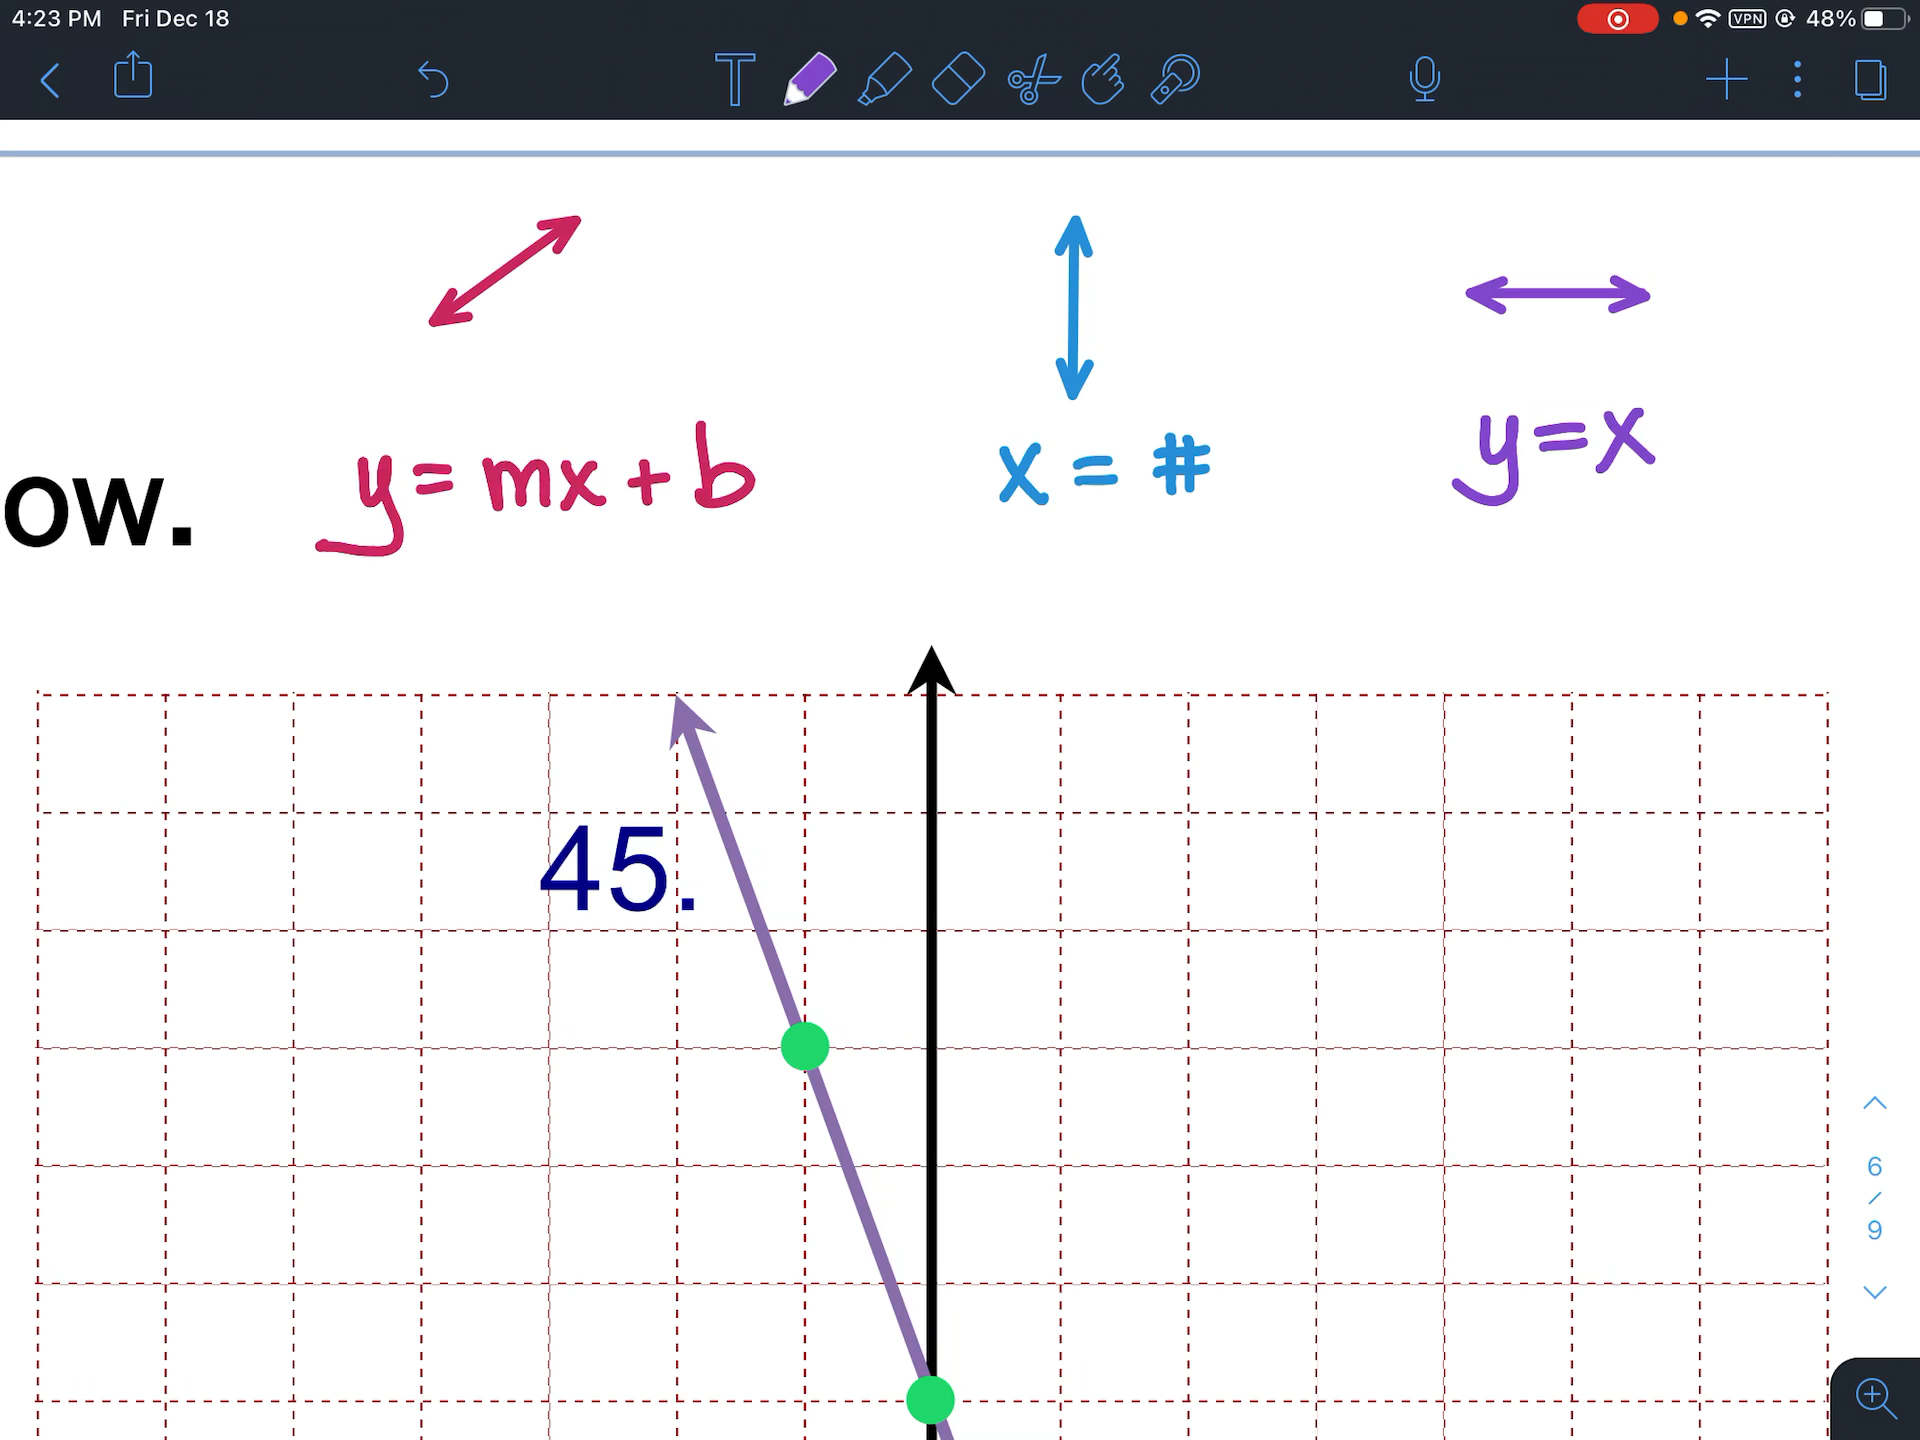 4:23 PM Fri Dec 18
VPN 48%
T
ow. y = mx + b x = # y = x
45.
6
/
9